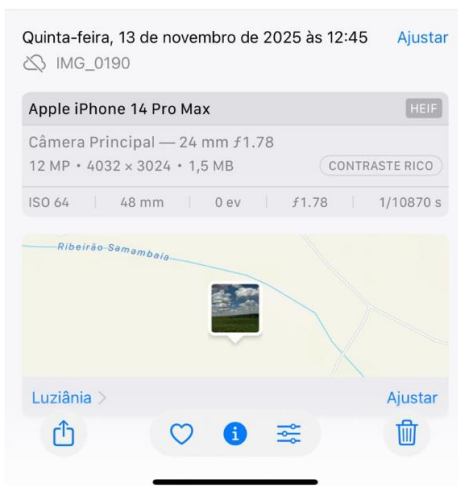 Quinta-feira, 13 de novembro de 2025 às 12:45 Ajustar
IMG_0190
Apple iPhone 14 Pro Max HEIF
Câmera Principal — 24 mm ƒ1.78
12 MP • 4032 × 3024 • 1,5 MB CONTRASTE RICO
ISO 64 48 mm 0 ev ƒ1.78 1/10870 s
Ribeirão Samambaia
Luziânia Ajustar